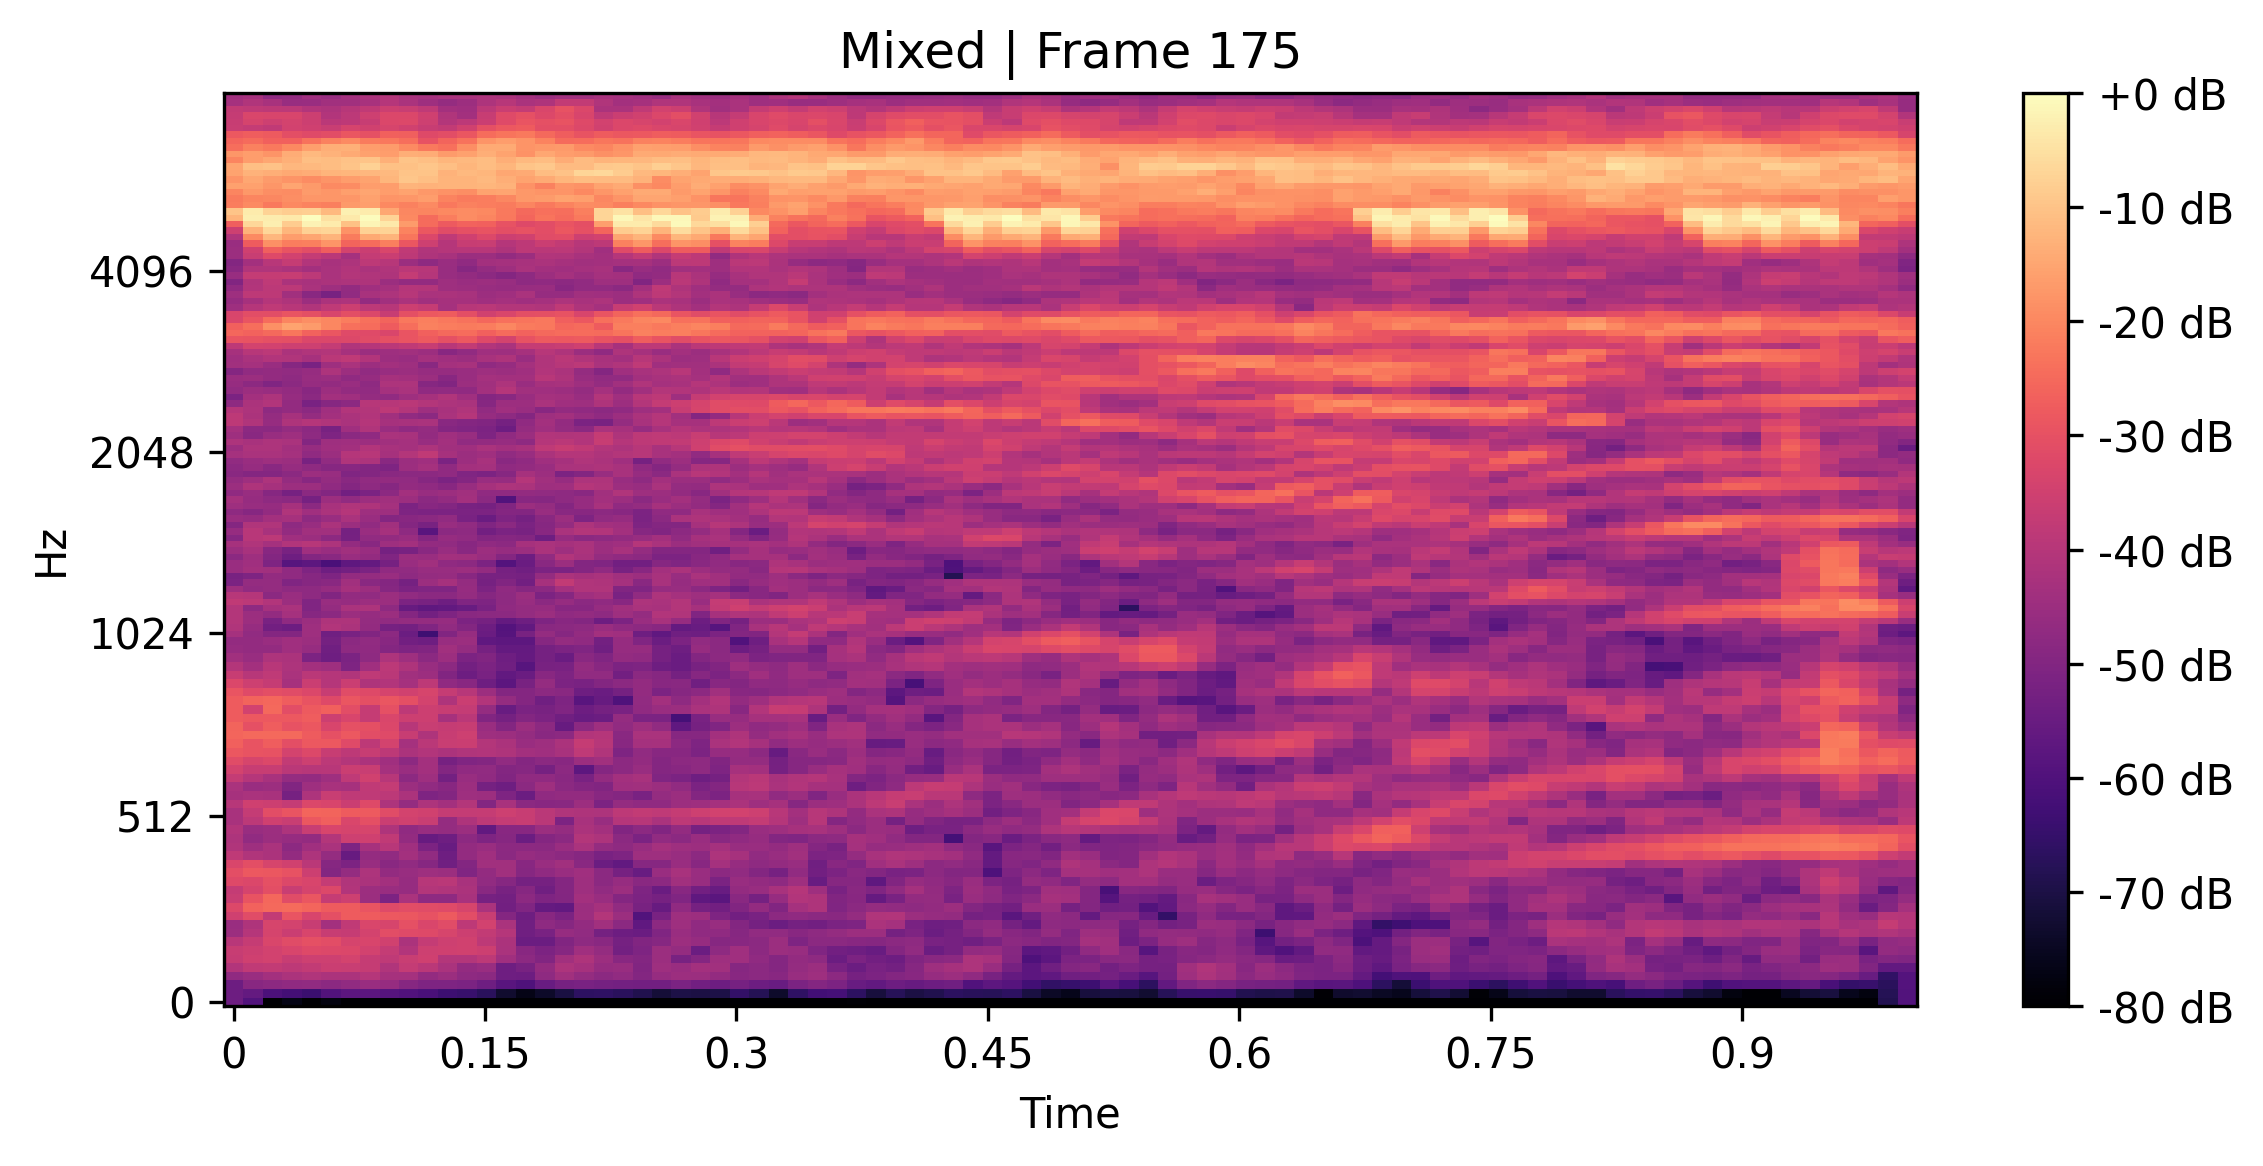 Mixed | Frame 175
Hz
4096
2048
1024
512
0
0 0.15 0.3 0.45 0.6 0.75 0.9
Time
+0 dB
-10 dB
-20 dB
-30 dB
-40 dB
-50 dB
-60 dB
-70 dB
-80 dB